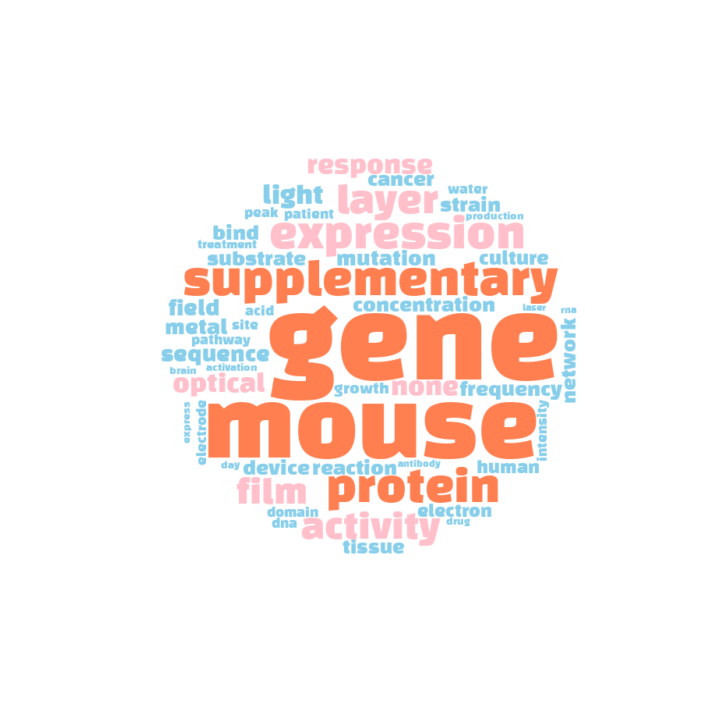 response
cancer
light
layer
water
strain
peak
patient
production
bind
expression
treatment
substrate
mutation
culture
supplementary
field
acid
concentration
laser
rna
metal
site
gene
network
pathway
sequence
brain
activation
optical
growth
none
frequency
express
electrode
mouse
intensity
day
device
reaction
antibody
human
film
protein
domain
electron
dna
activity
drug
tissue